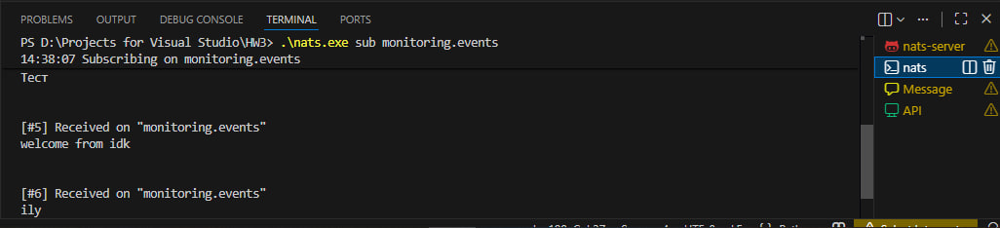 PROBLEMS OUTPUT DEBUG CONSOLE TERMINAL PORTS
PS D:\Projects for Visual Studio\HW3> .\nats.exe sub monitoring.events
14:38:07 Subscribing on monitoring.events
Тест
[#5] Received on "monitoring.events"
welcome from idk
[#6] Received on "monitoring.events"
ily
nats-server
nats
Message
API